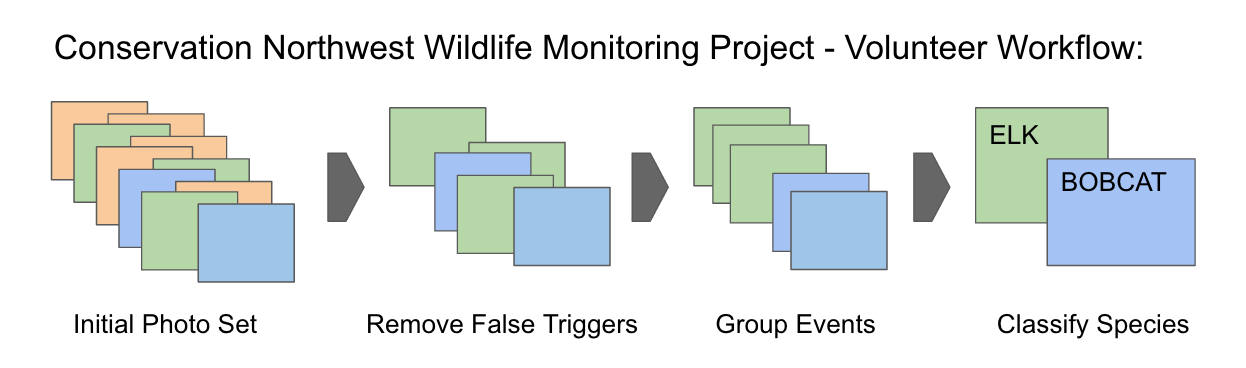 Conservation Northwest Wildlife Monitoring Project - Volunteer Workflow:
ELK
BOBCAT
Initial Photo Set
Remove False Triggers
Group Events
Classify Species